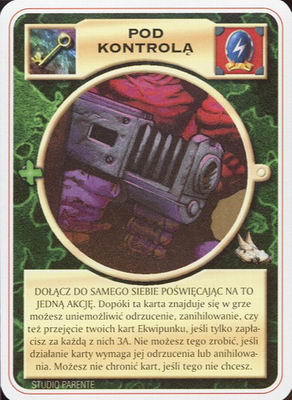 POD
KONTROLĄ
DOŁĄCZ DO SAMEGO SIEBIE POŚWIĘCAJĄC NA TO
JEDNĄ AKCJĘ. Dopóki ta karta znajduje się w grze
możesz uniemożliwić odrzucenie, zanihilowanie, czy
też przejęcie twoich kart Ekwipunku, jeśli tylko zapła-
cisz za każdą z nich 3A. Nie możesz tego zrobić, jeśli
działanie karty wymaga jej odrzucenia lub anihilowa-
nia. Możesz nie chronić kart, jeśli tego nie chcesz.
STUDIO PARENTE